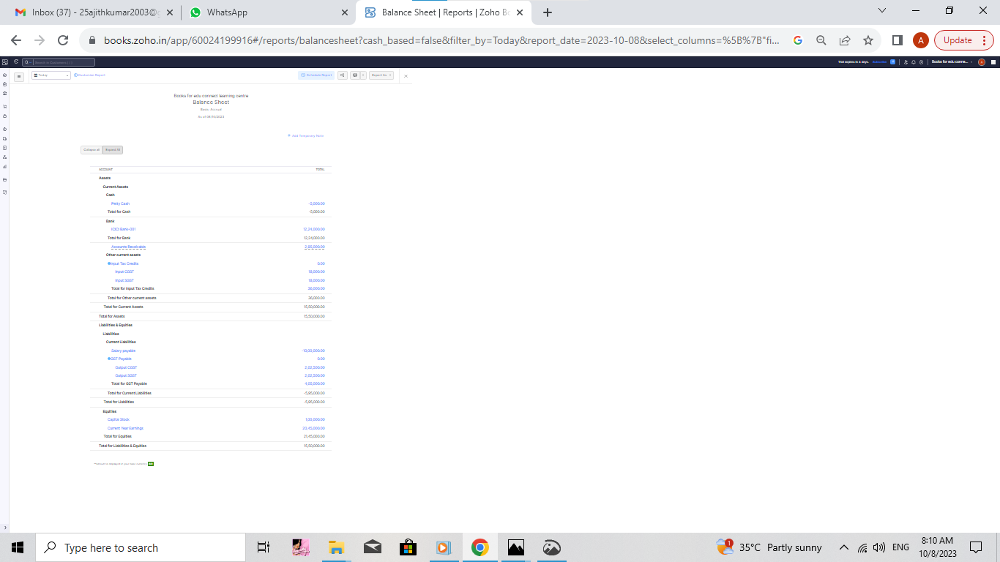 Inbox (37) - 25ajithkumar2003@g
WhatsApp
Balance Sheet | Reports | Zoho Bo
books.zoho.in/app/60024199916#/reports/balancesheet?cash_based=false&filter_by=Today&report_date=2023-10-08&select_columns=%5B%7B"fi...
A
Update
Trial expires in 4 days.
Subscribe
Books for edu conne...
Today
Customize Report
Schedule Report
Export As
Books for edu connect learning centre
Balance Sheet
Basis: Accrual
As of 08/10/2023
Add Temporary Note
Collapse all
Expand All
ACCOUNT TOTAL
Assets
Current Assets
Cash
Petty Cash -5,000.00
Total for Cash -5,000.00
Bank
ICICI Bank-001 12,24,000.00
Total for Bank 12,24,000.00
Accounts Receivable 2,95,000.00
Other current assets
Input Tax Credits 0.00
Input CGST 18,000.00
Input SGST 18,000.00
Total for Input Tax Credits 36,000.00
Total for Other current assets 36,000.00
Total for Current Assets 15,50,000.00
Total for Assets 15,50,000.00
Liabilities & Equities
Liabilities
Current Liabilities
Salary payable -10,00,000.00
GST Payable 0.00
Output CGST 2,02,500.00
Output SGST 2,02,500.00
Total for GST Payable 4,05,000.00
Total for Current Liabilities -5,95,000.00
Total for Liabilities -5,95,000.00
Equities
Capital Stock 1,00,000.00
Current Year Earnings 20,45,000.00
Total for Equities 21,45,000.00
Total for Liabilities & Equities 15,50,000.00
**Amount is displayed in your base currency INR
Type here to search
1
35°C Partly sunny
ENG
8:10 AM
10/8/2023